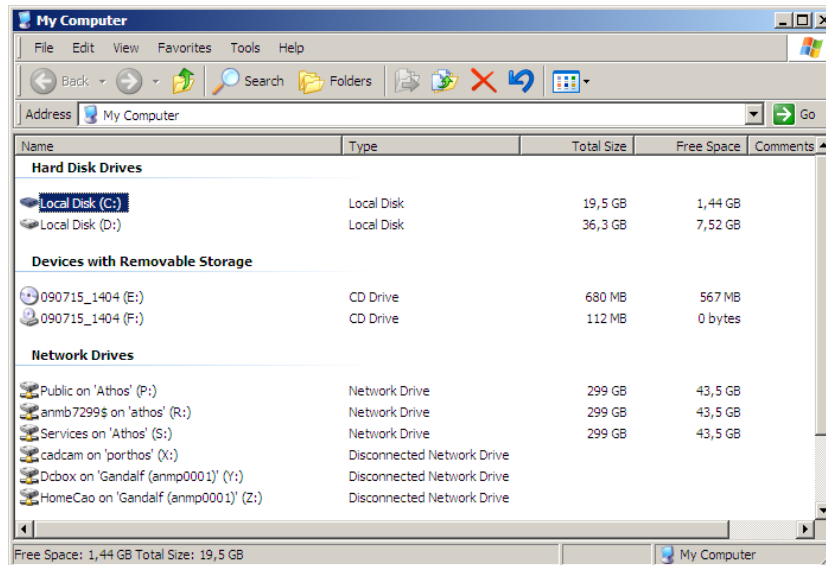 My Computer
File Edit View Favorites Tools Help
Back Search Folders
Address My Computer Go
Name Type Total Size Free Space Comments
Hard Disk Drives
Local Disk (C:) Local Disk 19,5 GB 1,44 GB
Local Disk (D:) Local Disk 36,3 GB 7,52 GB
Devices with Removable Storage
090715_1404 (E:) CD Drive 680 MB 567 MB
090715_1404 (F:) CD Drive 112 MB 0 bytes
Network Drives
Public on 'Athos' (P:) Network Drive 299 GB 43,5 GB
anmb7299$ on 'athos' (R:) Network Drive 299 GB 43,5 GB
Services on 'Athos' (S:) Network Drive 299 GB 43,5 GB
cadcam on 'porthos' (X:) Disconnected Network Drive
Dcbox on 'Gandalf (anmp0001)' (Y:) Disconnected Network Drive
HomeCao on 'Gandalf (anmp0001)' (Z:) Disconnected Network Drive
Free Space: 1,44 GB Total Size: 19,5 GB My Computer